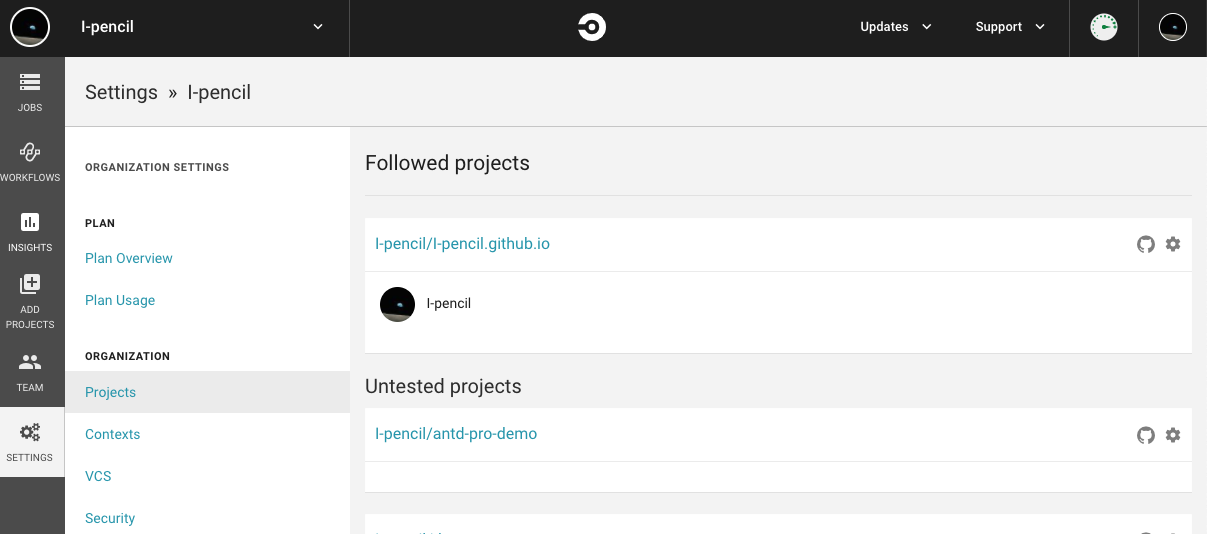 l-pencil
Updates
Support
JOBS
WORKFLOWS
INSIGHTS
ADD
PROJECTS
TEAM
SETTINGS
Settings » l-pencil
ORGANIZATION SETTINGS
PLAN
Plan Overview
Plan Usage
ORGANIZATION
Projects
Contexts
VCS
Security
Followed projects
l-pencil/l-pencil.github.io
l-pencil
Untested projects
l-pencil/antd-pro-demo